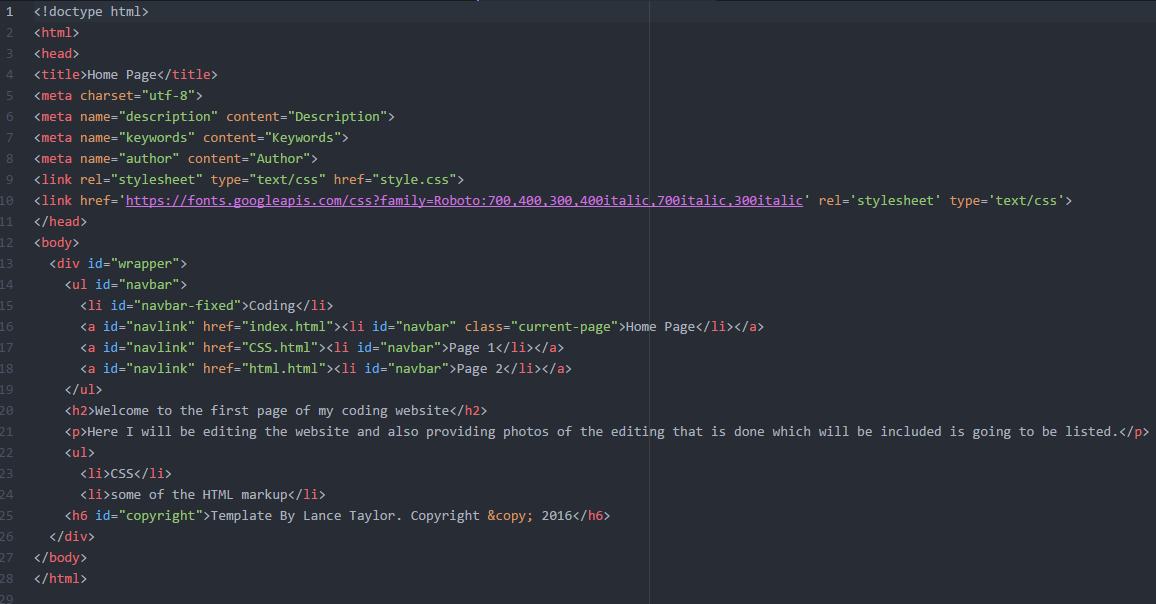 1 <!doctype html>
2 <html>
3 <head>
4 <title>Home Page</title>
5 <meta charset="utf-8">
6 <meta name="description" content="Description">
7 <meta name="keywords" content="Keywords">
8 <meta name="author" content="Author">
9 <link rel="stylesheet" type="text/css" href="style.css">
10 <link href='https://fonts.googleapis.com/css?family=Roboto:700,400,300,400italic,700italic,300italic' rel='stylesheet' type='text/css'>
11 </head>
12 <body>
13   <div id="wrapper">
14     <ul id="navbar">
15       <li id="navbar-fixed">Coding</li>
16       <a id="navlink" href="index.html"><li id="navbar" class="current-page">Home Page</li></a>
17       <a id="navlink" href="CSS.html"><li id="navbar">Page 1</li></a>
18       <a id="navlink" href="html.html"><li id="navbar">Page 2</li></a>
19     </ul>
20     <h2>Welcome to the first page of my coding website</h2>
21     <p>Here I will be editing the website and also providing photos of the editing that is done which will be included is going to be listed.</p>
22     <ul>
23       <li>CSS</li>
24       <li>some of the HTML markup</li>
25     <h6 id="copyright">Template By Lance Taylor. Copyright &copy; 2016</h6>
26   </div>
27 </body>
28 </html>
29